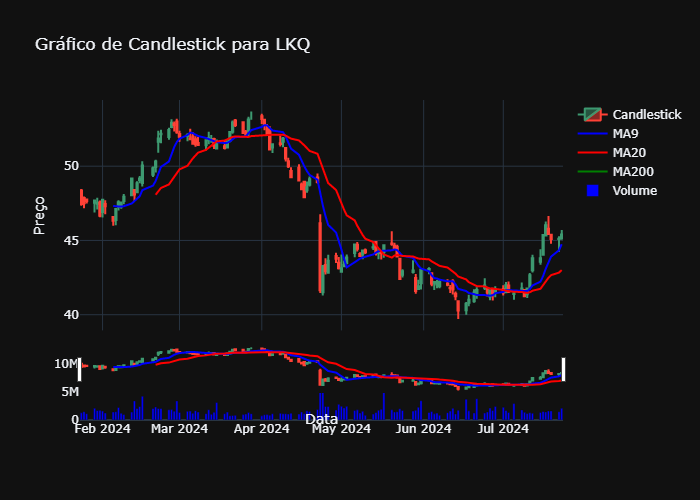 Gráfico de Candlestick para LKQ
Candlestick
MA9
MA20
MA200
Volume
Preço
50
45
40
10M
5M
0
Data
Feb 2024 Mar 2024 Apr 2024 May 2024 Jun 2024 Jul 2024